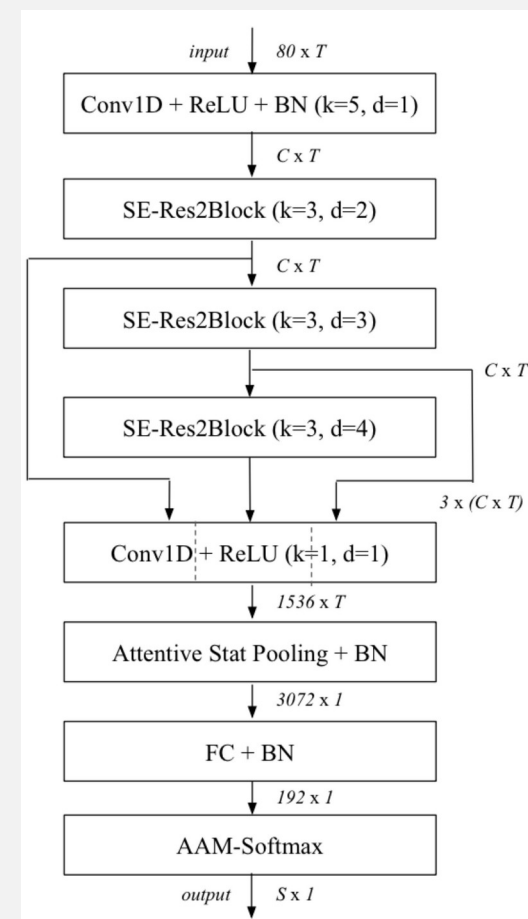 input 80 x T
Conv1D + ReLU + BN (k=5, d=1)
C x T
SE-Res2Block (k=3, d=2)
C x T
SE-Res2Block (k=3, d=3)
C x T
SE-Res2Block (k=3, d=4)
3 x (C x T)
Conv1D + ReLU (k=1, d=1)
1536 x T
Attentive Stat Pooling + BN
3072 x 1
FC + BN
192 x 1
AAM-Softmax
output S x 1